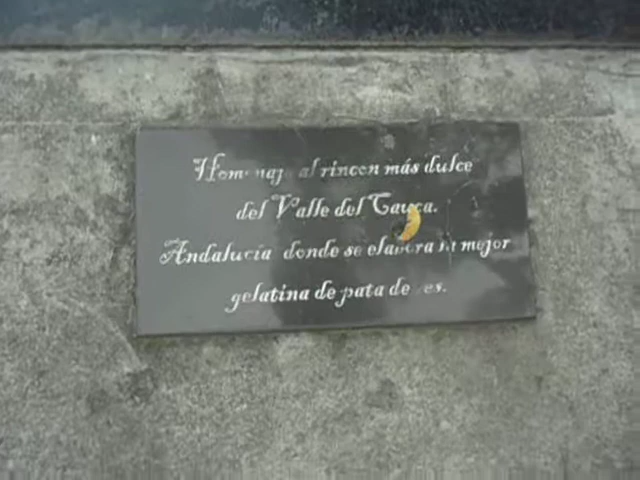 Homenaje al rincon más dulce
del Valle del Cauca.
Andalucía donde se elabora la mejor
gelatina de pata de res.